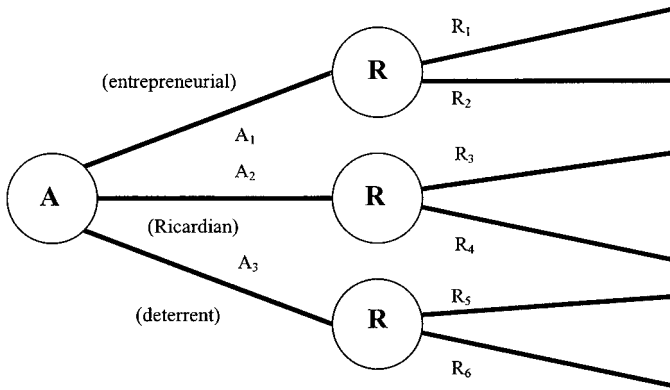 R1
(entrepreneurial)
R
R2
A1
A2
R3
A
R
(Ricardian)
R4
A3
R5
(deterrent)
R
R6